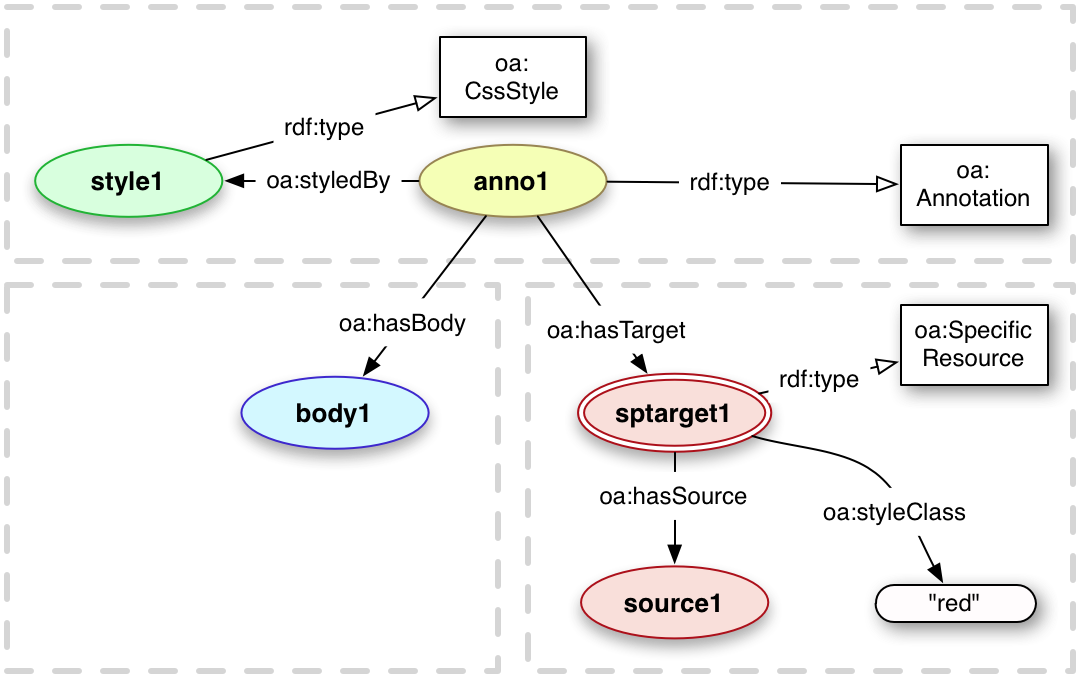 oa:
CssStyle
rdf:type
style1
oa:styledBy
anno1
rdf:type
oa:
Annotation
oa:hasBody
oa:hasTarget
oa:Specific
Resource
rdf:type
body1
sptarget1
oa:hasSource
oa:styleClass
source1
"red"